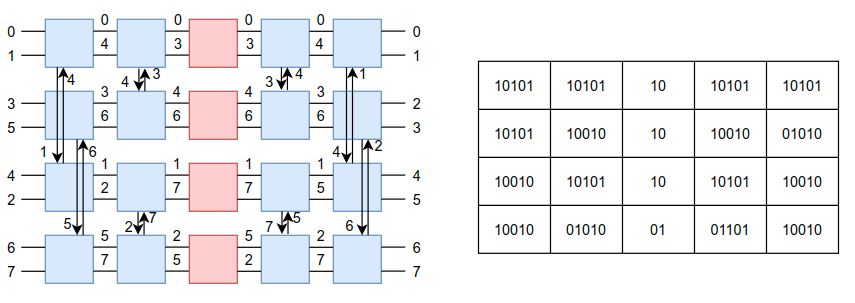 0 0 4 0 3 0 3 0 4 0
1 1
4 4 3 3 4 1
3 3 6 4 6 4 6 3 6 2
5 3
1 6 4 2
4 1 2 1 7 1 7 1 5 4
2 5
5 2 7 7 5 6
6 5 7 2 5 5 2 2 7 6
7 7
10101 10101 10 10101 10101
10101 10010 10 10010 01010
10010 10101 10 10101 10010
10010 01010 01 01101 10010